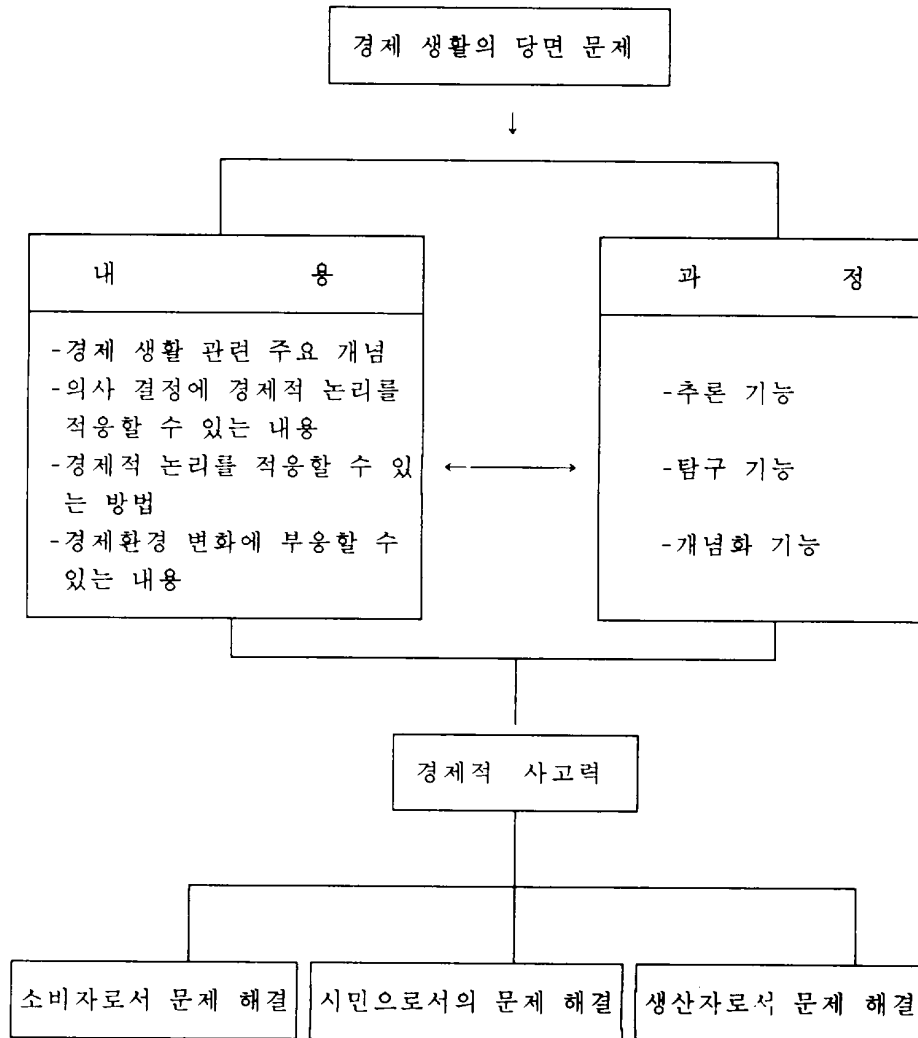 경제 생활의 당면 문제
↓
내 용
-경제 생활 관련 주요 개념
-의사 결정에 경제적 논리를
적응할 수 있는 내용
-경제적 논리를 적응할 수 있
는 방법
-경제환경 변화에 부응할 수
있는 내용
←→
과 정
-추론 기능
-탐구 기능
-개념화 기능
경제적 사고력
소비자로서 문제 해결
시민으로서의 문제 해결
생산자로서 문제 해결